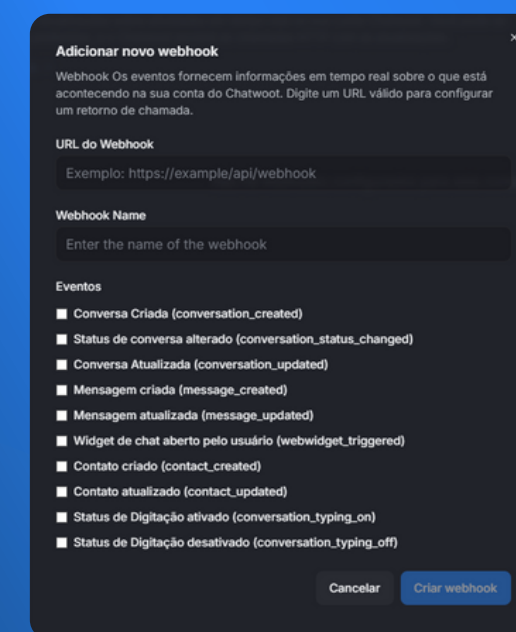 Adicionar novo webhook
Webhook Os eventos fornecem informações em tempo real sobre o que está
acontecendo na sua conta do Chatwoot. Digite um URL válido para configurar
um retorno de chamada.
URL do Webhook
Exemplo: https://example/api/webhook
Webhook Name
Enter the name of the webhook
Eventos
Conversa Criada (conversation_created)
Status de conversa alterado (conversation_status_changed)
Conversa Atualizada (conversation_updated)
Mensagem criada (message_created)
Mensagem atualizada (message_updated)
Widget de chat aberto pelo usuário (webwidget_triggered)
Contato criado (contact_created)
Contato atualizado (contact_updated)
Status de Digitação ativado (conversation_typing_on)
Status de Digitação desativado (conversation_typing_off)
Cancelar
Criar webhook